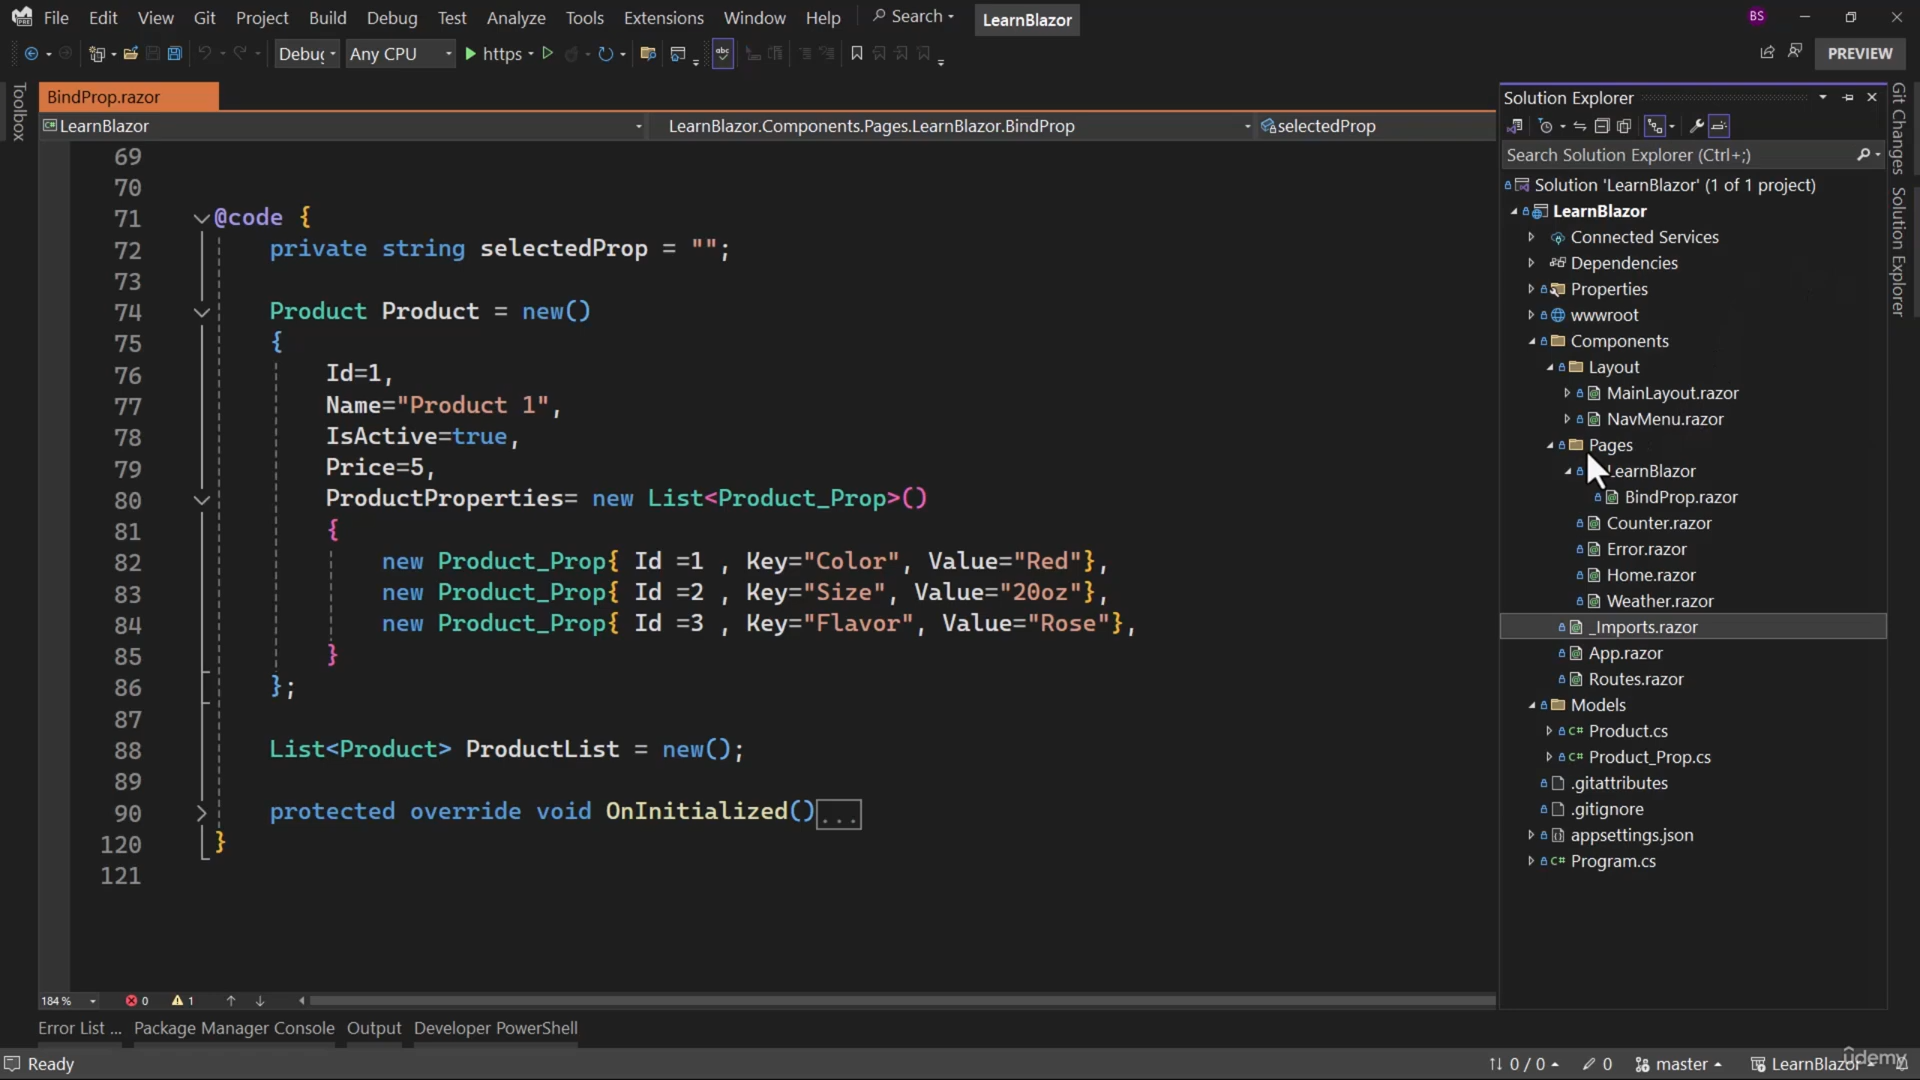 File Edit View Git Project Build Debug Test Analyze Tools Extensions Window Help Search LearnBlazor BS
Debug Any CPU https PREVIEW
Toolbox
BindProp.razor
LearnBlazor LearnBlazor.Components.Pages.LearnBlazor.BindProp selectedProp
69
70
71 @code {
72 private string selectedProp = "";
73
74 Product Product = new()
75 {
76 Id=1,
77 Name="Product 1",
78 IsActive=true,
79 Price=5,
80 ProductProperties= new List<Product_Prop>()
81 {
82 new Product_Prop{ Id =1 , Key="Color", Value="Red"},
83 new Product_Prop{ Id =2 , Key="Size", Value="20oz"},
84 new Product_Prop{ Id =3 , Key="Flavor", Value="Rose"},
85 }
86 };
87
88 List<Product> ProductList = new();
89
90 protected override void OnInitialized()...
120 }
121
184 % 0 1
Error List ... Package Manager Console Output Developer PowerShell
Solution Explorer
Search Solution Explorer (Ctrl+;)
Solution 'LearnBlazor' (1 of 1 project)
LearnBlazor
Connected Services
Dependencies
Properties
wwwroot
Components
Layout
MainLayout.razor
NavMenu.razor
Pages
LearnBlazor
BindProp.razor
Counter.razor
Error.razor
Home.razor
Weather.razor
_Imports.razor
App.razor
Routes.razor
Models
C# Product.cs
C# Product_Prop.cs
.gitattributes
.gitignore
appsettings.json
C# Program.cs
Git Changes
Solution Explorer
Ready 0 / 0 0 master LearnBlazor
ûdemy